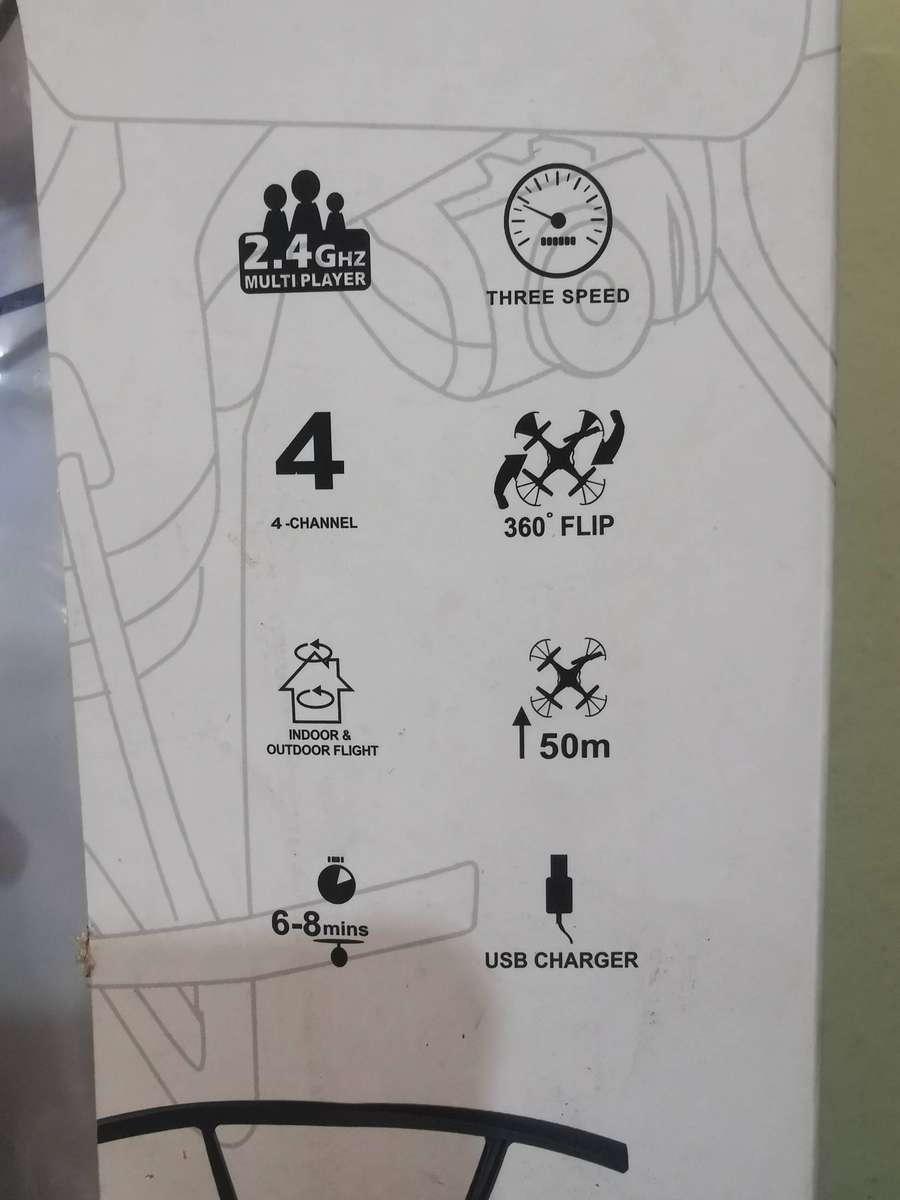 2.4GHZ
MULTI PLAYER
THREE SPEED
4
4-CHANNEL
360° FLIP
INDOOR &
OUTDOOR FLIGHT
50m
6-8mins
USB CHARGER